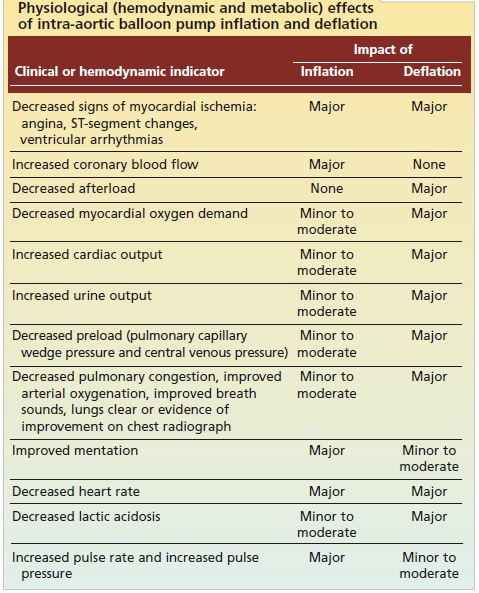 Physiological (hemodynamic and metabolic) effects
of intra-aortic balloon pump inflation and deflation
Impact of
Clinical or hemodynamic indicator Inflation Deflation
Decreased signs of myocardial ischemia: Major Major
angina, ST-segment changes,
ventricular arrhythmias
Increased coronary blood flow Major None
Decreased afterload None Major
Decreased myocardial oxygen demand Minor to Major
moderate
Increased cardiac output Minor to Major
moderate
Increased urine output Minor to Major
moderate
Decreased preload (pulmonary capillary Minor to Major
wedge pressure and central venous pressure) moderate
Decreased pulmonary congestion, improved Minor to Major
arterial oxygenation, improved breath moderate
sounds, lungs clear or evidence of
improvement on chest radiograph
Improved mentation Major Minor to
moderate
Decreased heart rate Major Major
Decreased lactic acidosis Minor to Major
moderate
Increased pulse rate and increased pulse Major Minor to
pressure moderate